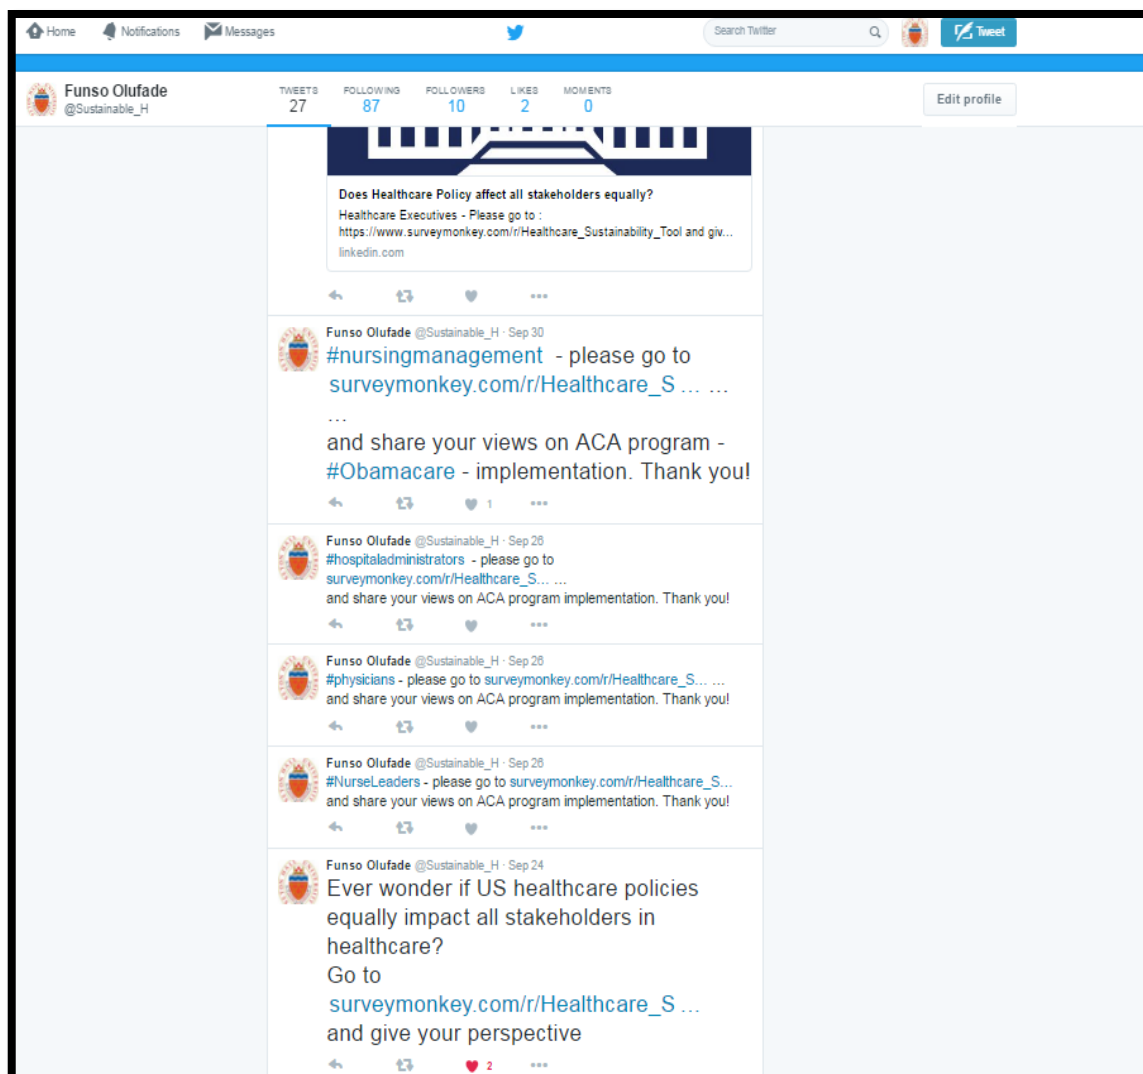 Home Notifications Messages Search Twitter Tweet
Funso Olufade
@Sustainable_H
TWEETS FOLLOWING FOLLOWERS LIKES MOMENTS
27 87 10 2 0
Edit profile
Does Healthcare Policy affect all stakeholders equally?
Healthcare Executives - Please go to :
https://www.surveymonkey.com/r/Healthcare_Sustainability_Tool and giv...
linkedin.com
Funso Olufade @Sustainable_H · Sep 30
#nursingmanagement - please go to
surveymonkey.com/r/Healthcare_S... ...
...
and share your views on ACA program -
#Obamacare - implementation. Thank you!
1
Funso Olufade @Sustainable_H · Sep 26
#hospitaladministrators - please go to
surveymonkey.com/r/Healthcare_S... ...
and share your views on ACA program implementation. Thank you!
Funso Olufade @Sustainable_H · Sep 26
#physicians - please go to surveymonkey.com/r/Healthcare_S... ...
and share your views on ACA program implementation. Thank you!
Funso Olufade @Sustainable_H · Sep 26
#NurseLeaders - please go to surveymonkey.com/r/Healthcare_S...
and share your views on ACA program implementation. Thank you!
Funso Olufade @Sustainable_H · Sep 24
Ever wonder if US healthcare policies
equally impact all stakeholders in
healthcare?
Go to
surveymonkey.com/r/Healthcare_S...
and give your perspective
2